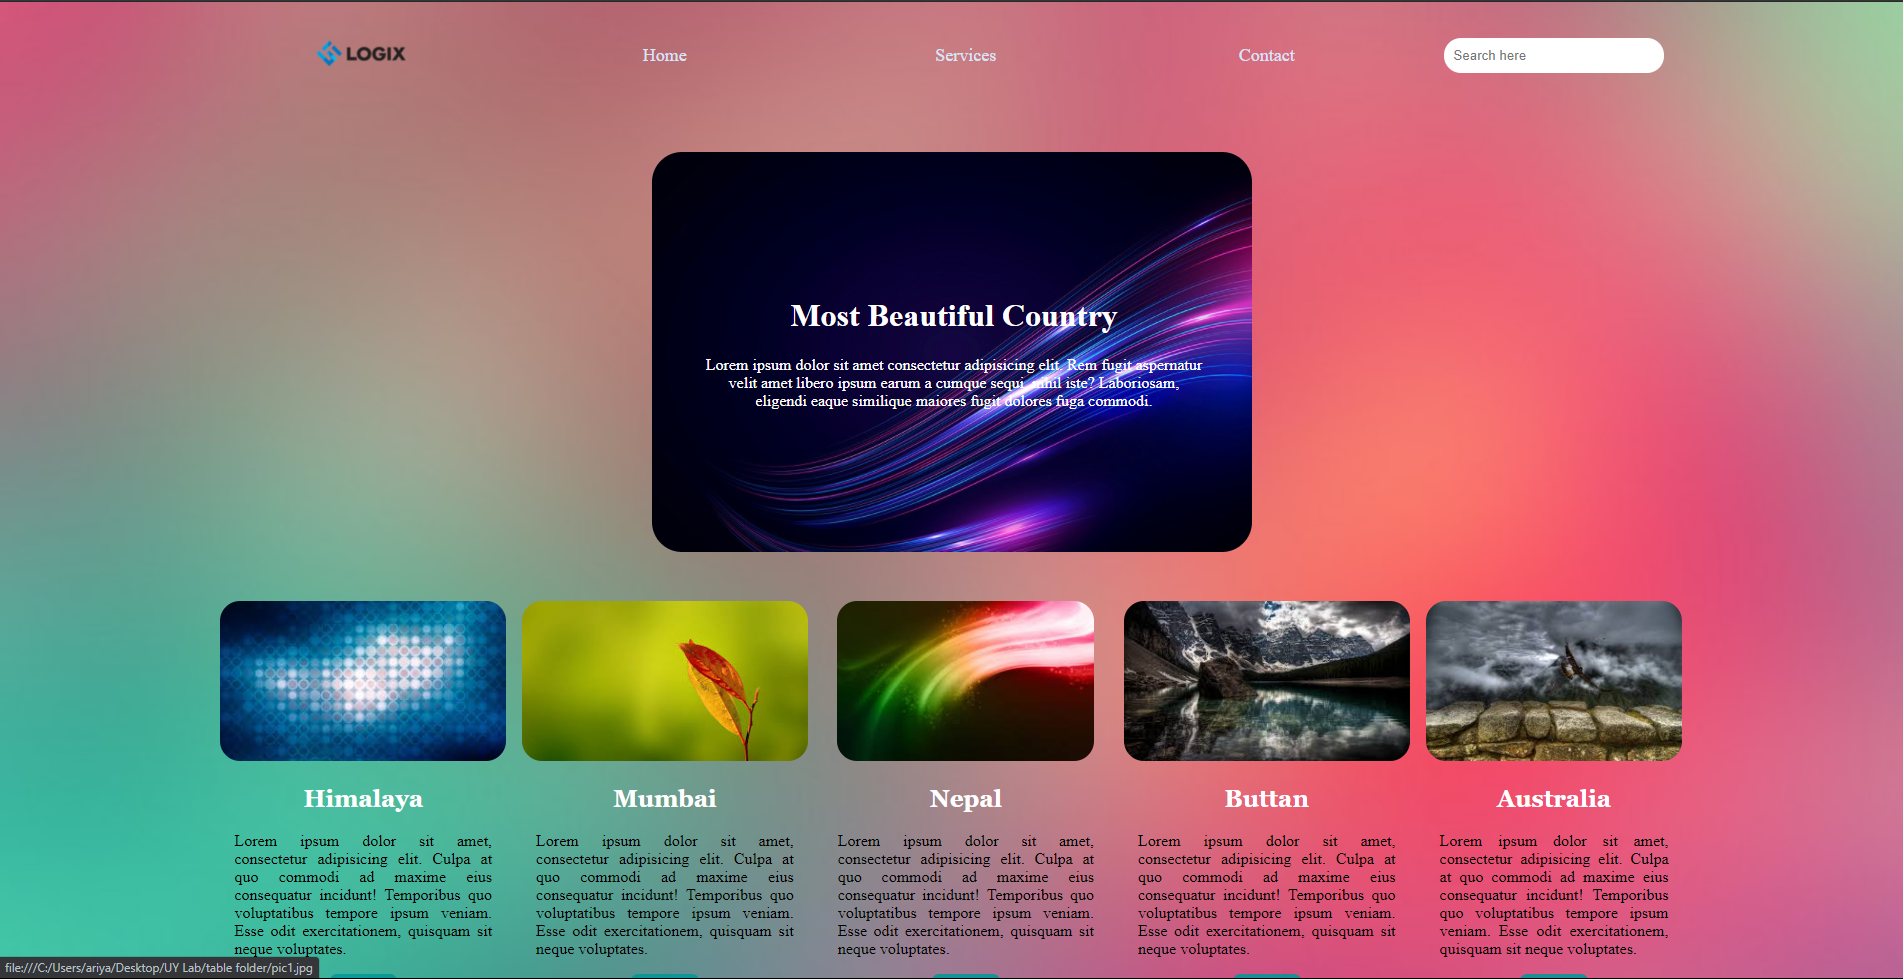 LOGIX
Home
Services
Contact
Search here
Most Beautiful Country
Lorem ipsum dolor sit amet consectetur adipisicing elit. Rem fugit aspernatur
velit amet libero ipsum earum a cumque sequi, nihil iste? Laboriosam,
eligendi eaque similique maiores fugit dolores fuga commodi.
Himalaya
Lorem ipsum dolor sit amet,
consectetur adipisicing elit. Culpa at
quo commodi ad maxime eius
consequatur incidunt! Temporibus quo
voluptatibus tempore ipsum veniam.
Esse odit exercitationem, quisquam sit
neque voluptates.
Mumbai
Lorem ipsum dolor sit amet,
consectetur adipisicing elit. Culpa at
quo commodi ad maxime eius
consequatur incidunt! Temporibus quo
voluptatibus tempore ipsum veniam.
Esse odit exercitationem, quisquam sit
neque voluptates.
Nepal
Lorem ipsum dolor sit amet,
consectetur adipisicing elit. Culpa at
quo commodi ad maxime eius
consequatur incidunt! Temporibus quo
voluptatibus tempore ipsum veniam.
Esse odit exercitationem, quisquam sit
neque voluptates.
Buttan
Lorem ipsum dolor sit amet,
consectetur adipisicing elit. Culpa at
quo commodi ad maxime eius
consequatur incidunt! Temporibus quo
voluptatibus tempore ipsum veniam.
Esse odit exercitationem, quisquam sit
neque voluptates.
Australia
Lorem ipsum dolor sit amet,
consectetur adipisicing elit. Culpa
at quo commodi ad maxime eius
consequatur incidunt! Temporibus
quo voluptatibus tempore ipsum
veniam. Esse odit exercitationem,
quisquam sit neque voluptates.
file:///C:/Users/ariya/Desktop/UY Lab/table folder/pic1.jpg